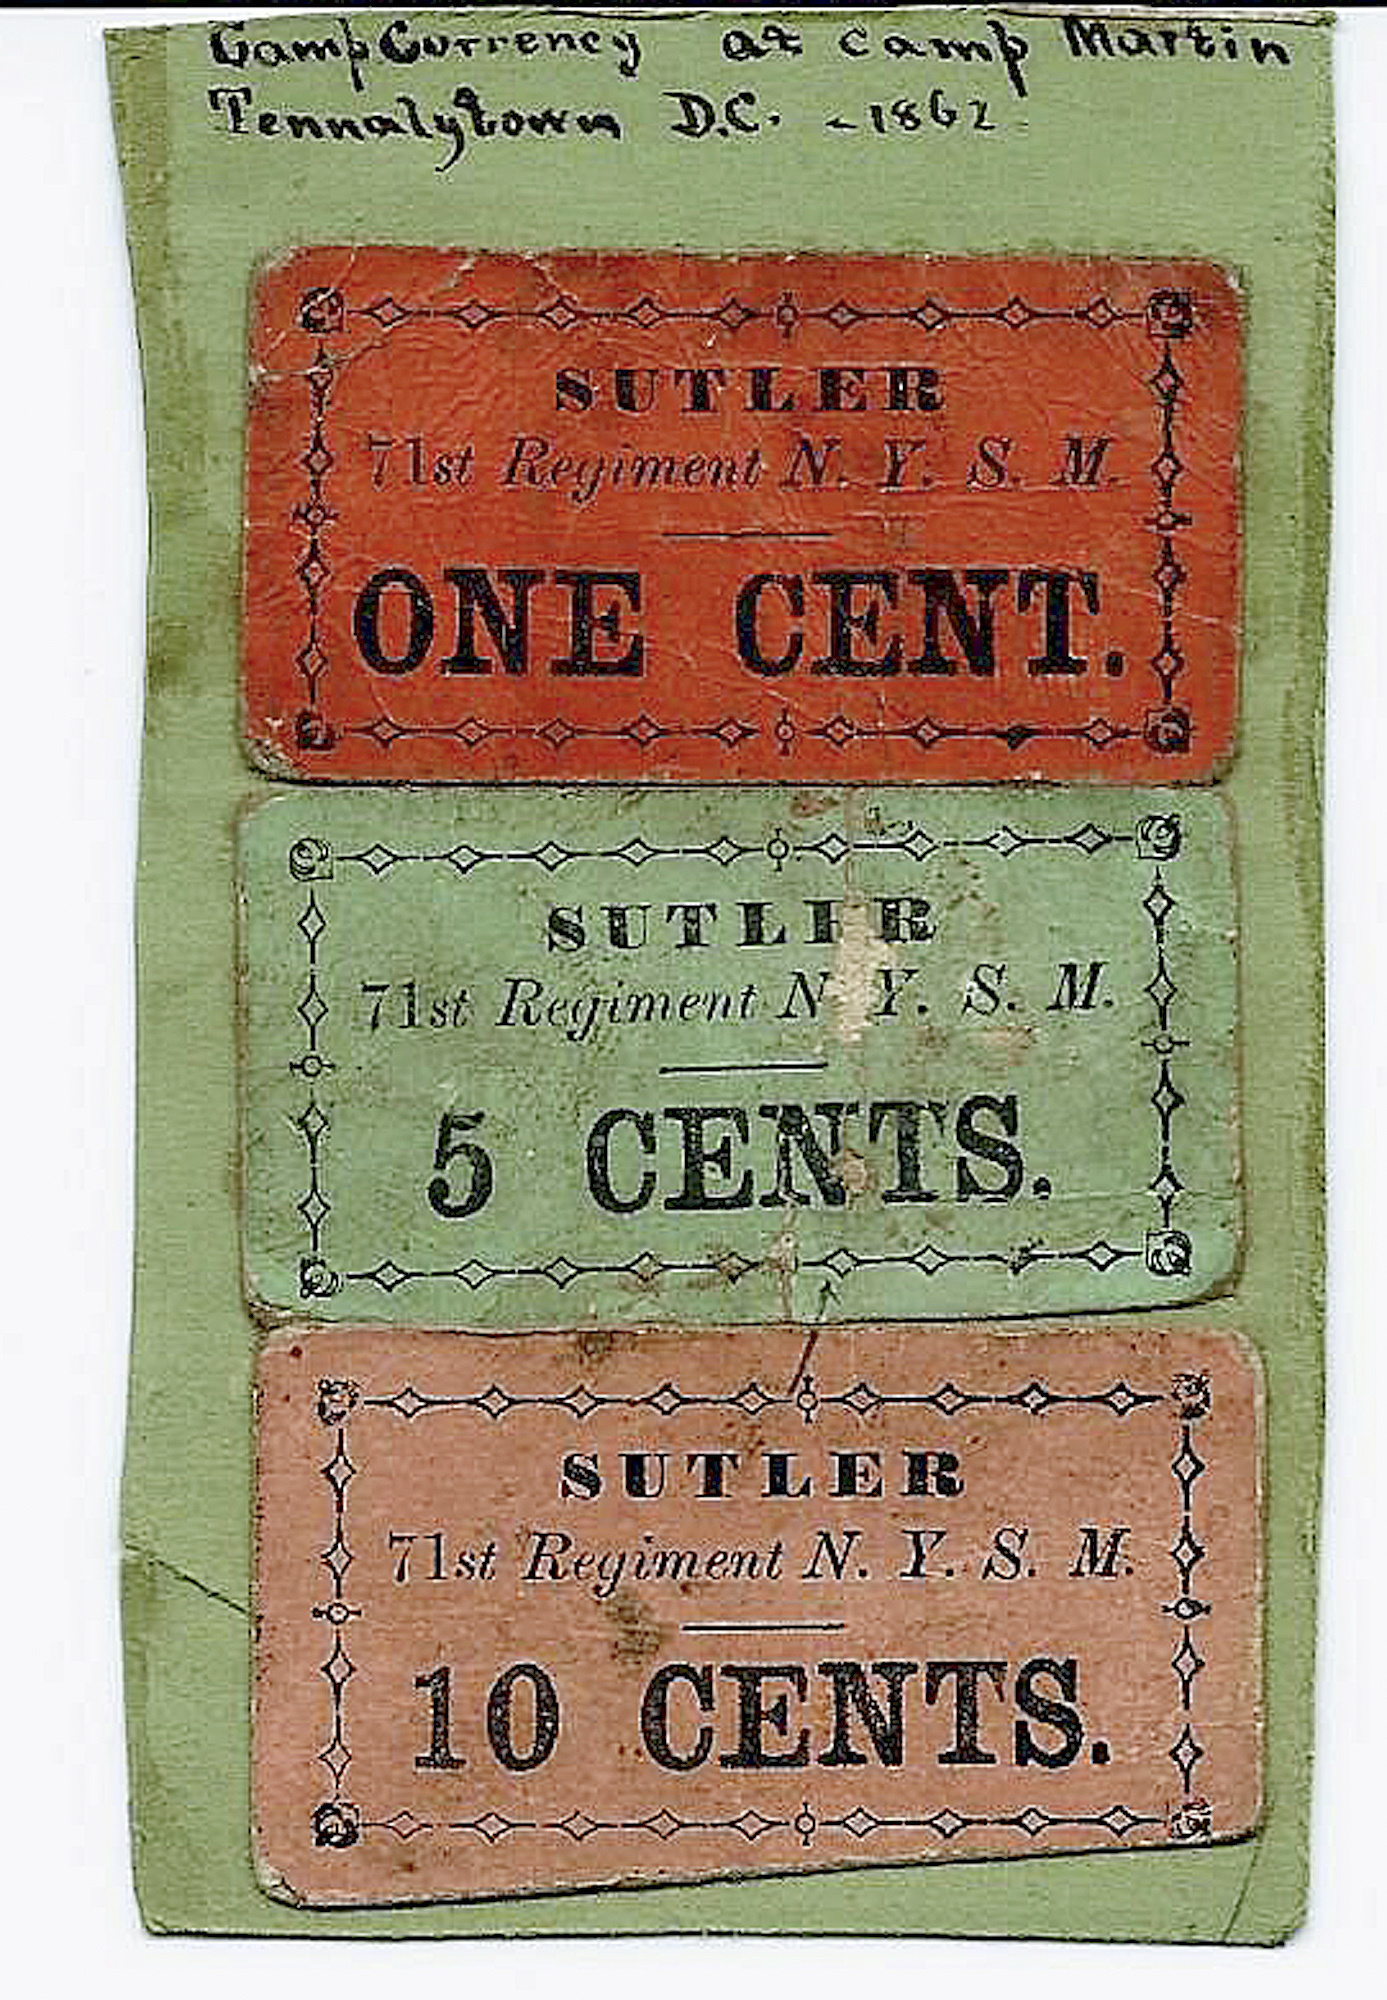 Camp Currency at camp Martin
Tennalytown D.C. - 1862
SUTLER
71st Regiment N. Y. S. M.
ONE CENT.
SUTLER
71st Regiment N Y. S. M.
5 CENTS.
SUTLER
71st Regiment N. Y. S. M.
10 CENTS.